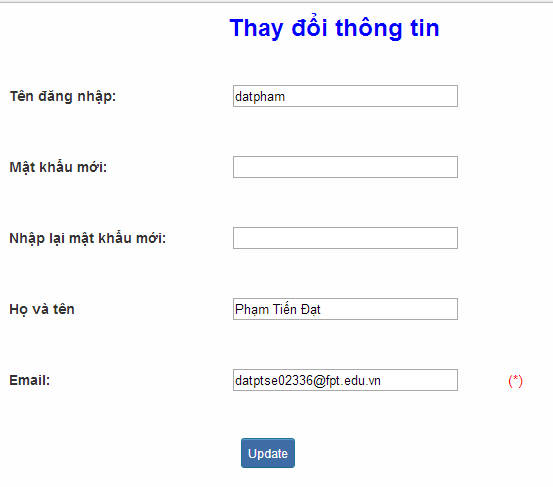 Thay đổi thông tin
Tên đăng nhập: datpham
Mật khẩu mới:
Nhập lại mật khẩu mới:
Họ và tên Phạm Tiến Đạt
Email: datptse02336@fpt.edu.vn (*)
Update